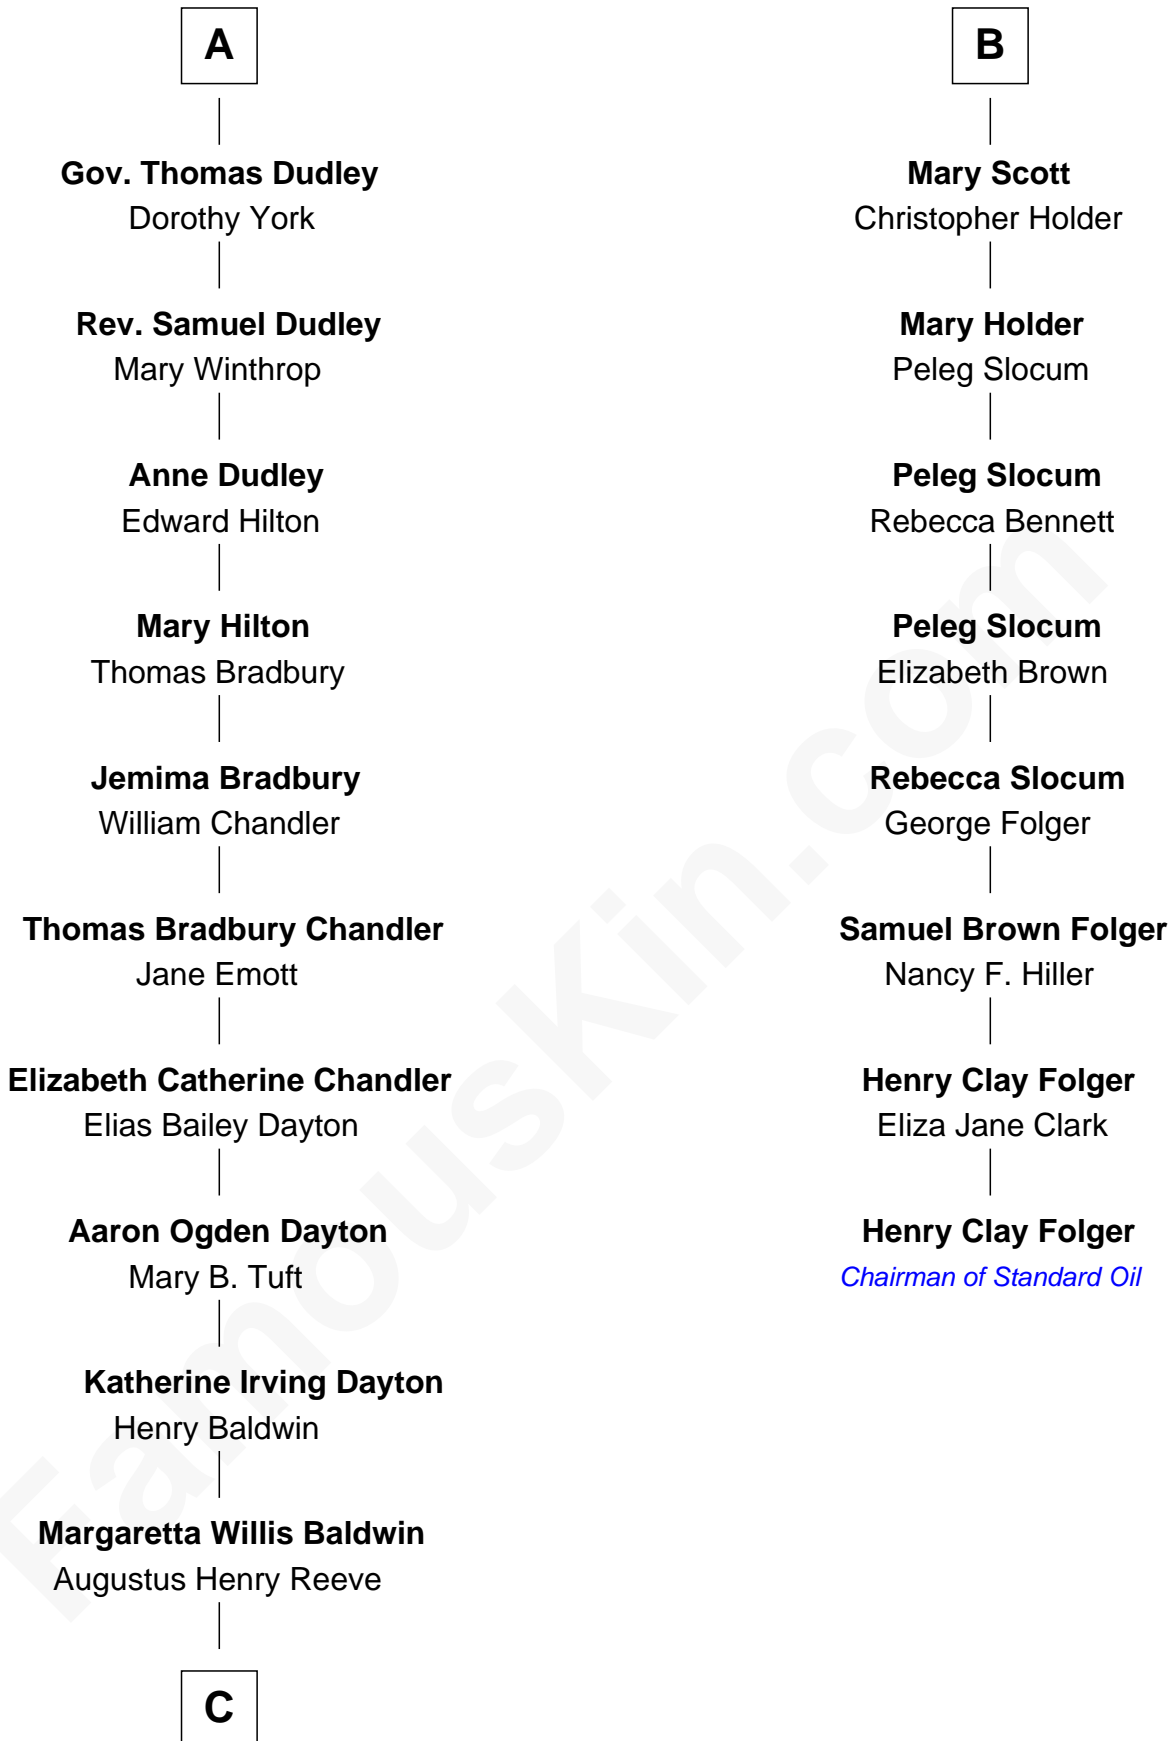 A
Gov. Thomas Dudley
Dorothy York
Rev. Samuel Dudley
Mary Winthrop
Anne Dudley
Edward Hilton
Mary Hilton
Thomas Bradbury
Jemima Bradbury
William Chandler
Thomas Bradbury Chandler
Jane Emott
Elizabeth Catherine Chandler
Elias Bailey Dayton
Aaron Ogden Dayton
Mary B. Tuft
Katherine Irving Dayton
Henry Baldwin
Margaretta Willis Baldwin
Augustus Henry Reeve
C
B
Mary Scott
Christopher Holder
Mary Holder
Peleg Slocum
Peleg Slocum
Rebecca Bennett
Peleg Slocum
Elizabeth Brown
Rebecca Slocum
George Folger
Samuel Brown Folger
Nancy F. Hiller
Henry Clay Folger
Eliza Jane Clark
Henry Clay Folger
Chairman of Standard Oil
FamousKin.com